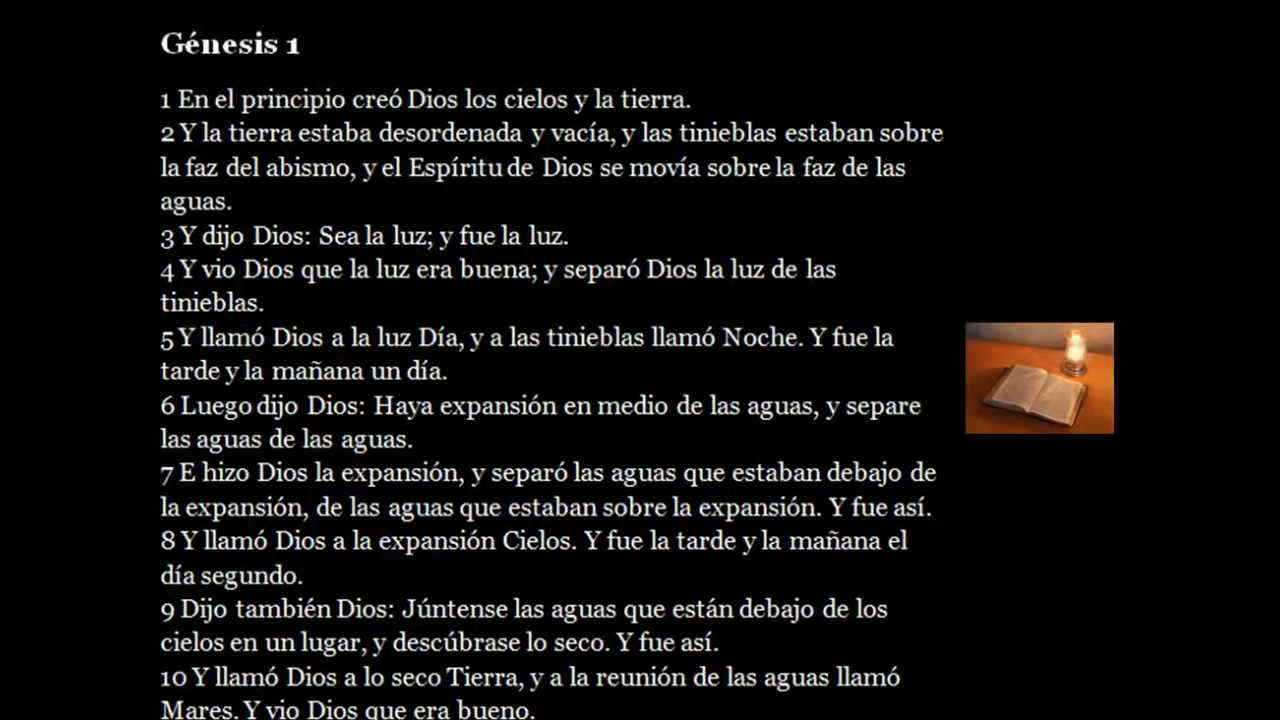 Génesis 1
1 En el principio creó Dios los cielos y la tierra.
2 Y la tierra estaba desordenada y vacía, y las tinieblas estaban sobre
la faz del abismo, y el Espíritu de Dios se movía sobre la faz de las
aguas.
3 Y dijo Dios: Sea la luz; y fue la luz.
4 Y vio Dios que la luz era buena; y separó Dios la luz de las
tinieblas.
5 Y llamó Dios a la luz Día, y a las tinieblas llamó Noche. Y fue la
tarde y la mañana un día.
6 Luego dijo Dios: Haya expansión en medio de las aguas, y separe
las aguas de las aguas.
7 E hizo Dios la expansión, y separó las aguas que estaban debajo de
la expansión, de las aguas que estaban sobre la expansión. Y fue así.
8 Y llamó Dios a la expansión Cielos. Y fue la tarde y la mañana el
día segundo.
9 Dijo también Dios: Júntense las aguas que están debajo de los
cielos en un lugar, y descúbrase lo seco. Y fue así.
10 Y llamó Dios a lo seco Tierra, y a la reunión de las aguas llamó
Mares. Y vio Dios que era bueno.